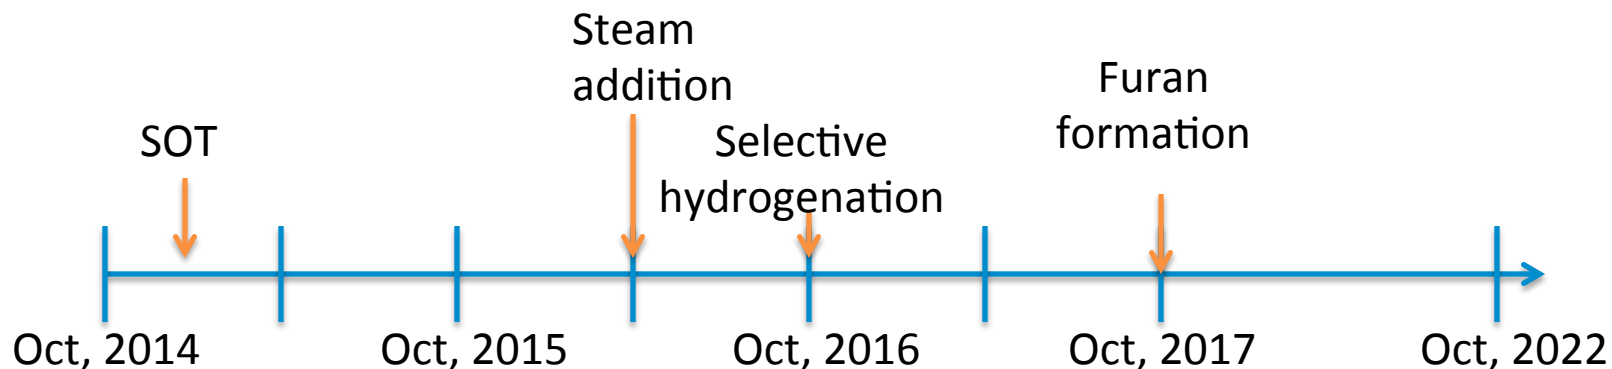 Steam
addition
Furan
formation
SOT
Selective
hydrogenation
Oct, 2014
Oct, 2015
Oct, 2016
Oct, 2017
Oct, 2022